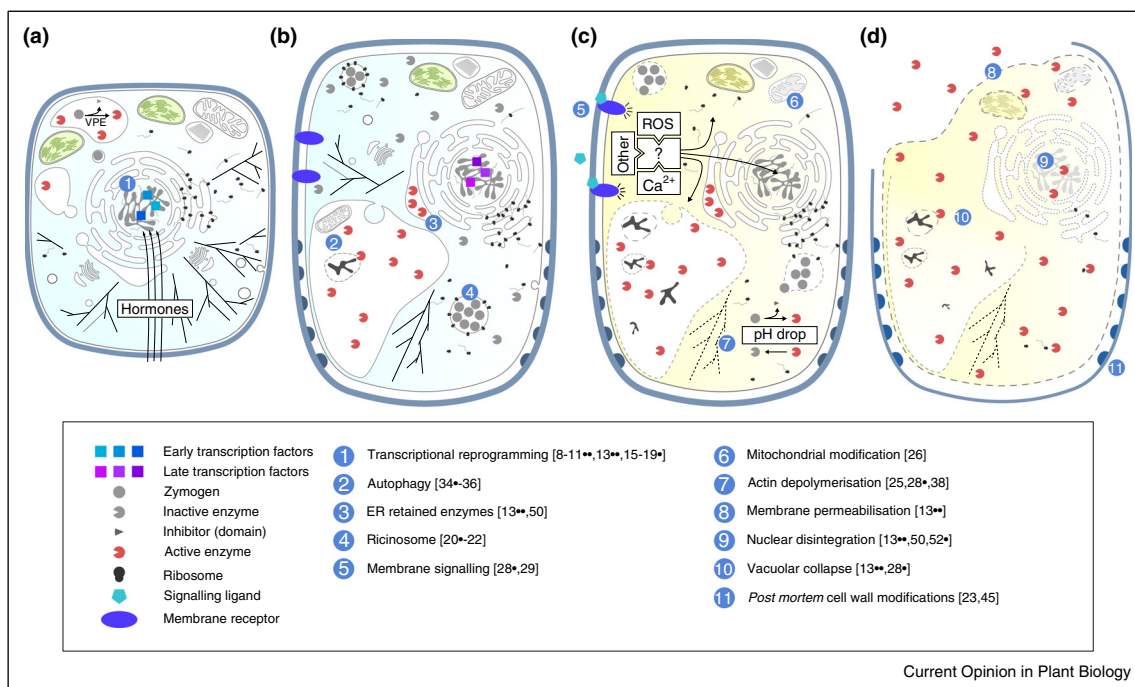 (a)
(b)
(c)
(d)
VPE
1
Hormones
2
3
4
5
ROS
Other
?
Ca²⁺
6
7
pH drop
8
9
10
11
Early transcription factors
Late transcription factors
Zymogen
Inactive enzyme
Inhibitor (domain)
Active enzyme
Ribosome
Signalling ligand
Membrane receptor
1 Transcriptional reprogramming [8-11••,13••,15-19•]
2 Autophagy [34•-36]
3 ER retained enzymes [13••,50]
4 Ricinosome [20•-22]
5 Membrane signalling [28•,29]
6 Mitochondrial modification [26]
7 Actin depolymerisation [25,28•,38]
8 Membrane permeabilisation [13••]
9 Nuclear disintegration [13••,50,52•]
10 Vacuolar collapse [13••,28•]
11 Post mortem cell wall modifications [23,45]
Current Opinion in Plant Biology